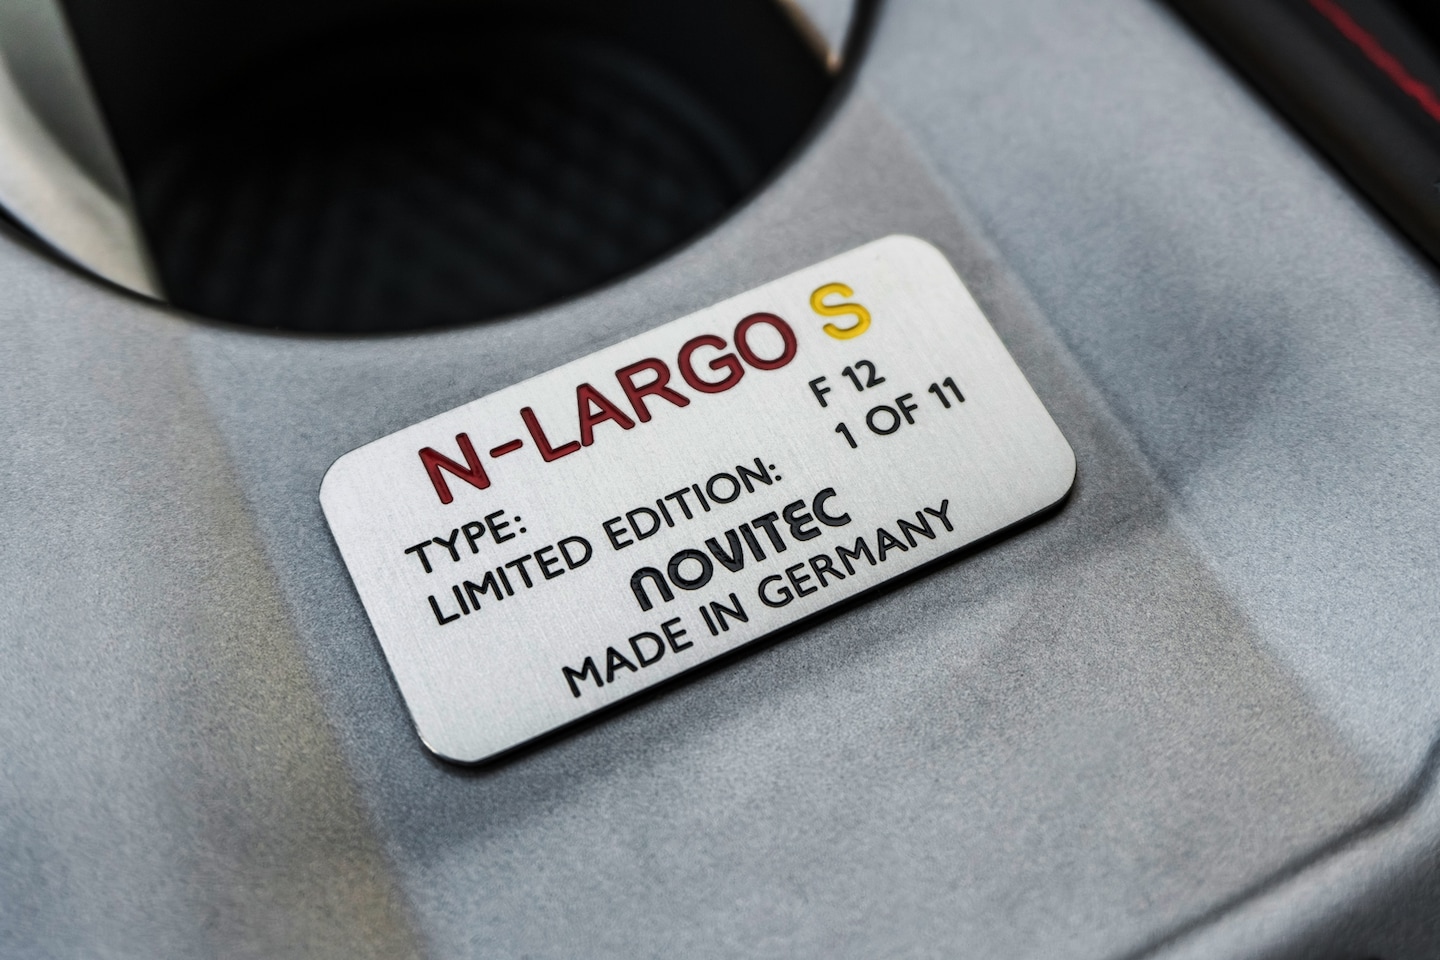 N-LARGO S
TYPE: F 12
LIMITED EDITION: 1 OF 11
NOVITEC
MADE IN GERMANY